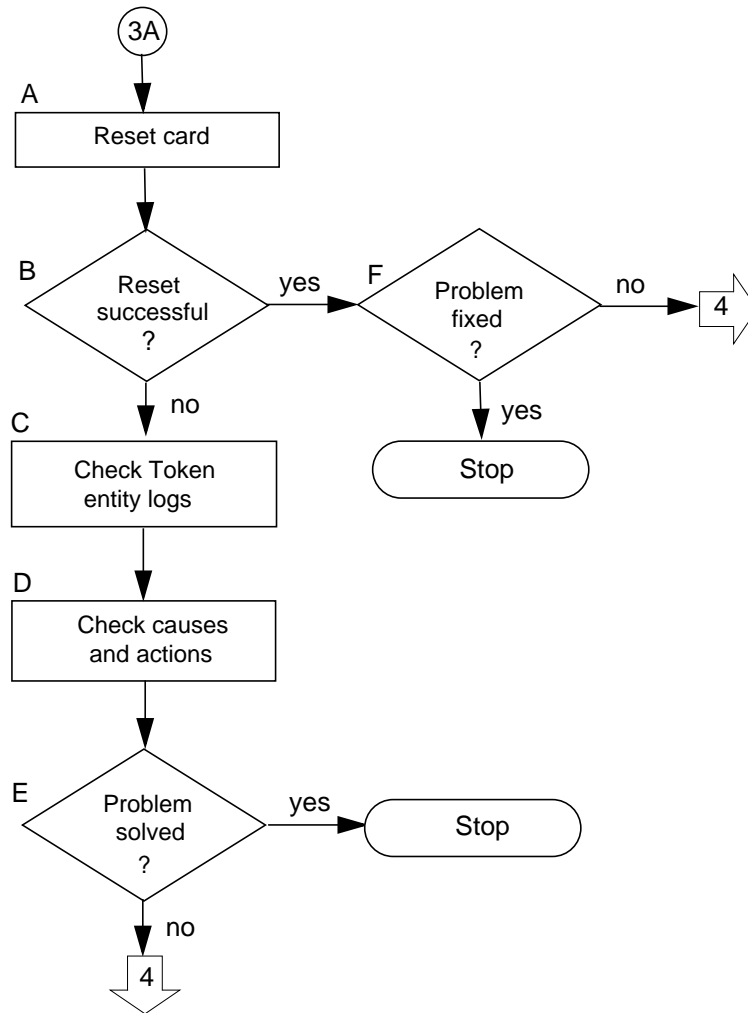 3A
A
Reset card
B
Reset
successful
?
yes
F
Problem
fixed
?
no
4
yes
Stop
no
C
Check Token
entity logs
D
Check causes
and actions
E
Problem
solved
?
yes
Stop
no
4